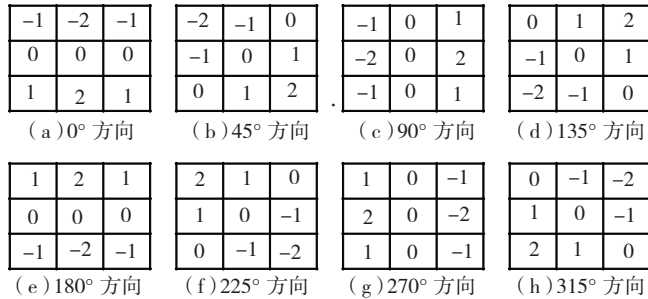 -1 -2 -1 -2 -1 0 -1 0 1 0 1 2
0 0 0 -1 0 1 -2 0 2 -1 0 1
1 2 1 0 1 2 . -1 0 1 -2 -1 0
(a)0° 方向 (b)45° 方向 (c)90° 方向 (d)135° 方向
1 2 1 2 1 0 1 0 -1 0 -1 -2
0 0 0 1 0 -1 2 0 -2 1 0 -1
-1 -2 -1 0 -1 -2 1 0 -1 2 1 0
(e)180° 方向 (f)225° 方向 (g)270° 方向 (h)315° 方向